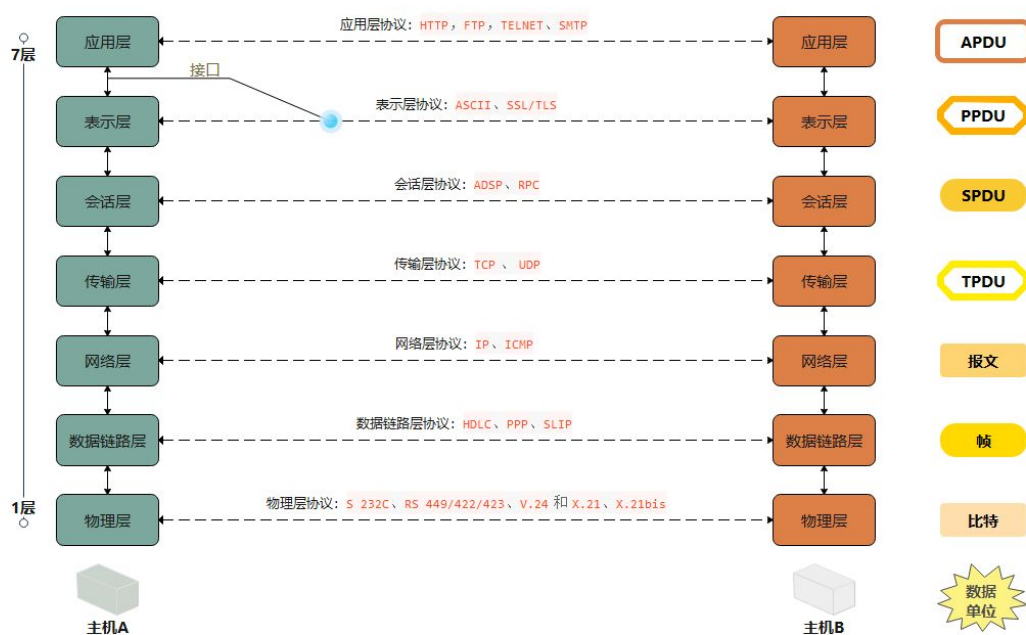 应用层协议：HTTP，FTP，TELNET、SMTP
应用层
应用层
APDU
7层
接口
表示层协议：ASCII、SSL/TLS
表示层
表示层
PPDU
会话层协议：ADSP、RPC
会话层
会话层
SPDU
传输层协议：TCP 、 UDP
传输层
传输层
TPDU
网络层协议：IP、ICMP
网络层
网络层
报文
数据链路层协议：HDLC、PPP、SLIP
数据链路层
数据链路层
帧
物理层协议：S 232C、RS 449/422/423、V.24 和 X.21、X.21bis
1层
物理层
物理层
比特
数据
单位
主机A
主机B